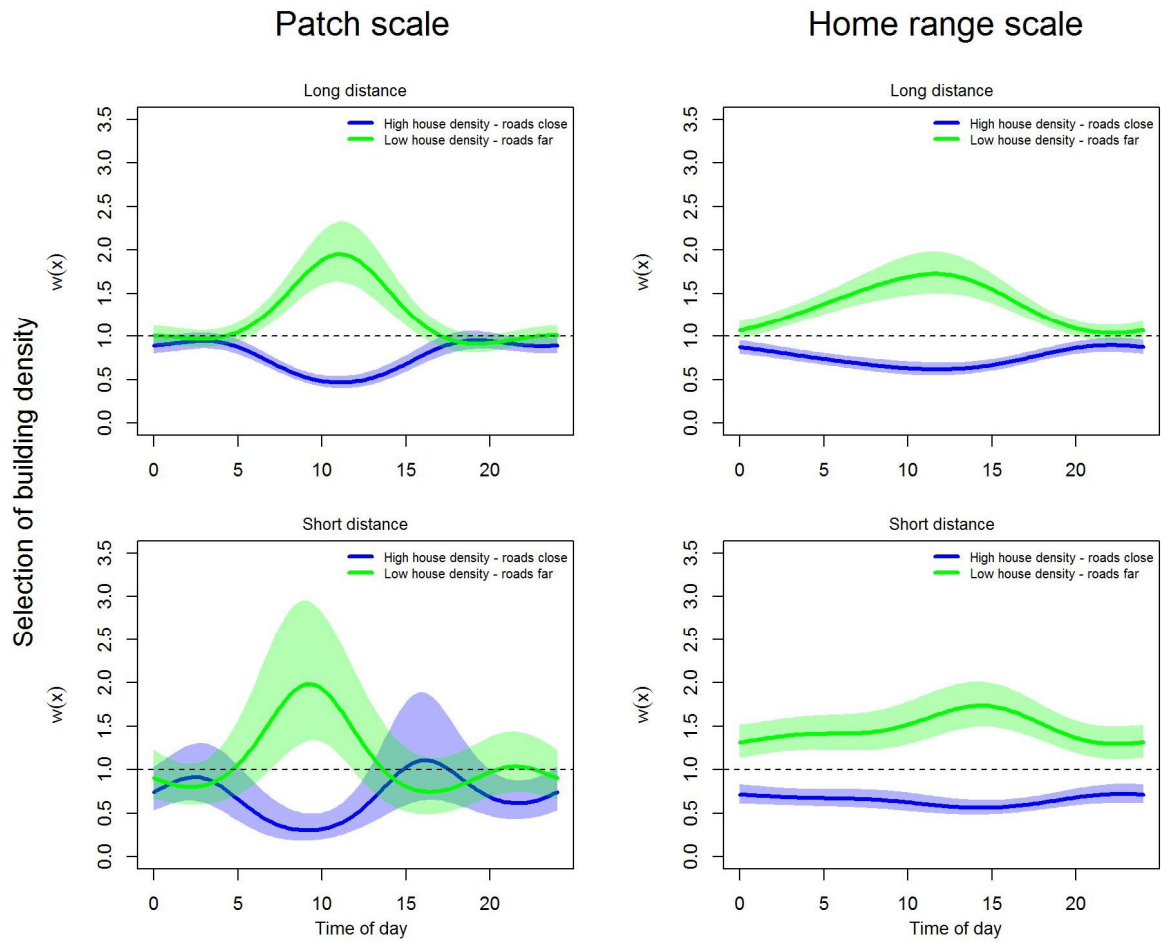 Patch scale
Home range scale
Selection of building density
Long distance
w(x)
3.5
3.0
2.5
2.0
1.5
1.0
0.5
0.0
High house density - roads close
Low house density - roads far
0 5 10 15 20
Long distance
w(x)
3.5
3.0
2.5
2.0
1.5
1.0
0.5
0.0
High house density - roads close
Low house density - roads far
0 5 10 15 20
Short distance
w(x)
3.5
3.0
2.5
2.0
1.5
1.0
0.5
0.0
High house density - roads close
Low house density - roads far
0 5 10 15 20
Time of day
Short distance
w(x)
3.5
3.0
2.5
2.0
1.5
1.0
0.5
0.0
High house density - roads close
Low house density - roads far
0 5 10 15 20
Time of day